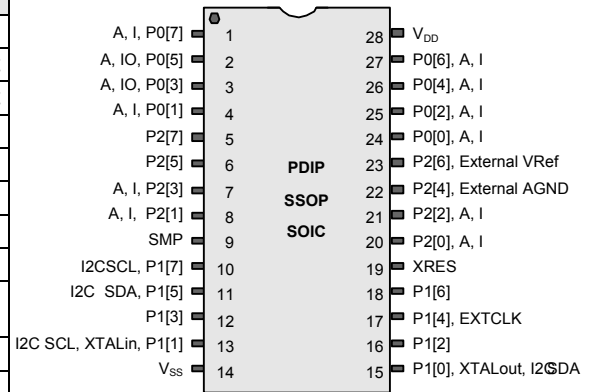 A, I, P0[7] 1 28 VDD
A, IO, P0[5] 2 27 P0[6], A, I
A, IO, P0[3] 3 26 P0[4], A, I
A, I, P0[1] 4 25 P0[2], A, I
P2[7] 5 24 P0[0], A, I
P2[5] 6 PDIP 23 P2[6], External VRef
A, I, P2[3] 7 SSOP 22 P2[4], External AGND
A, I, P2[1] 8 SOIC 21 P2[2], A, I
SMP 9 20 P2[0], A, I
I2CSCL, P1[7] 10 19 XRES
I2C SDA, P1[5] 11 18 P1[6]
P1[3] 12 17 P1[4], EXTCLK
I2C SCL, XTALin, P1[1] 13 16 P1[2]
VSS 14 15 P1[0], XTALout, I2CSDA